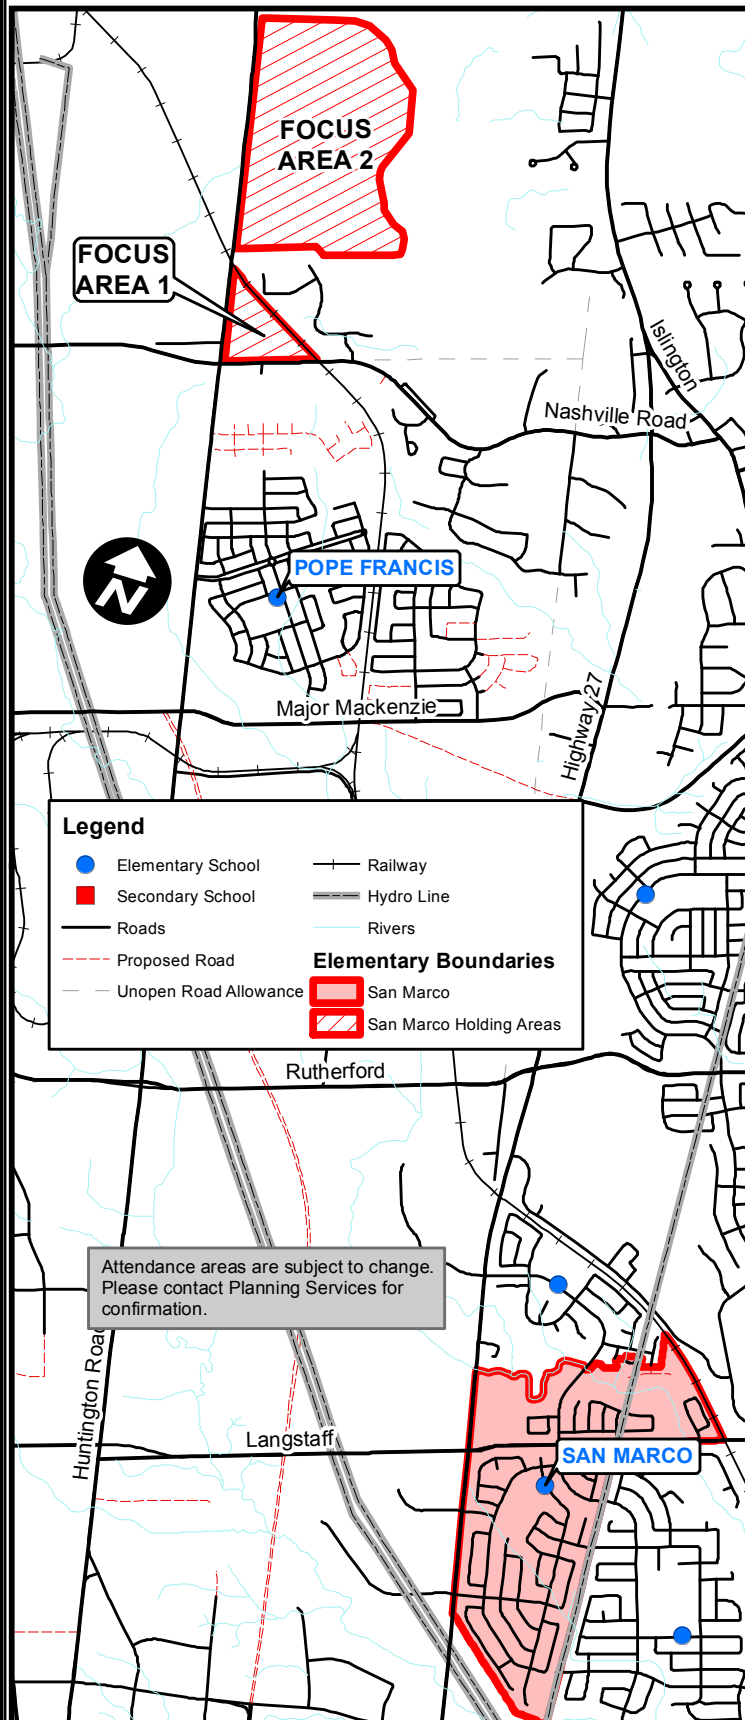 FOCUS
AREA 2
FOCUS
AREA 1
Islington
Nashville Road
N
POPE FRANCIS
Major Mackenzie
Highway 27
Legend
Elementary School
Secondary School
Roads
Proposed Road
Unopen Road Allowance
Railway
Hydro Line
Rivers
Elementary Boundaries
San Marco
San Marco Holding Areas
Rutherford
Attendance areas are subject to change.
Please contact Planning Services for
confirmation.
Huntington Road
Langstaff
SAN MARCO